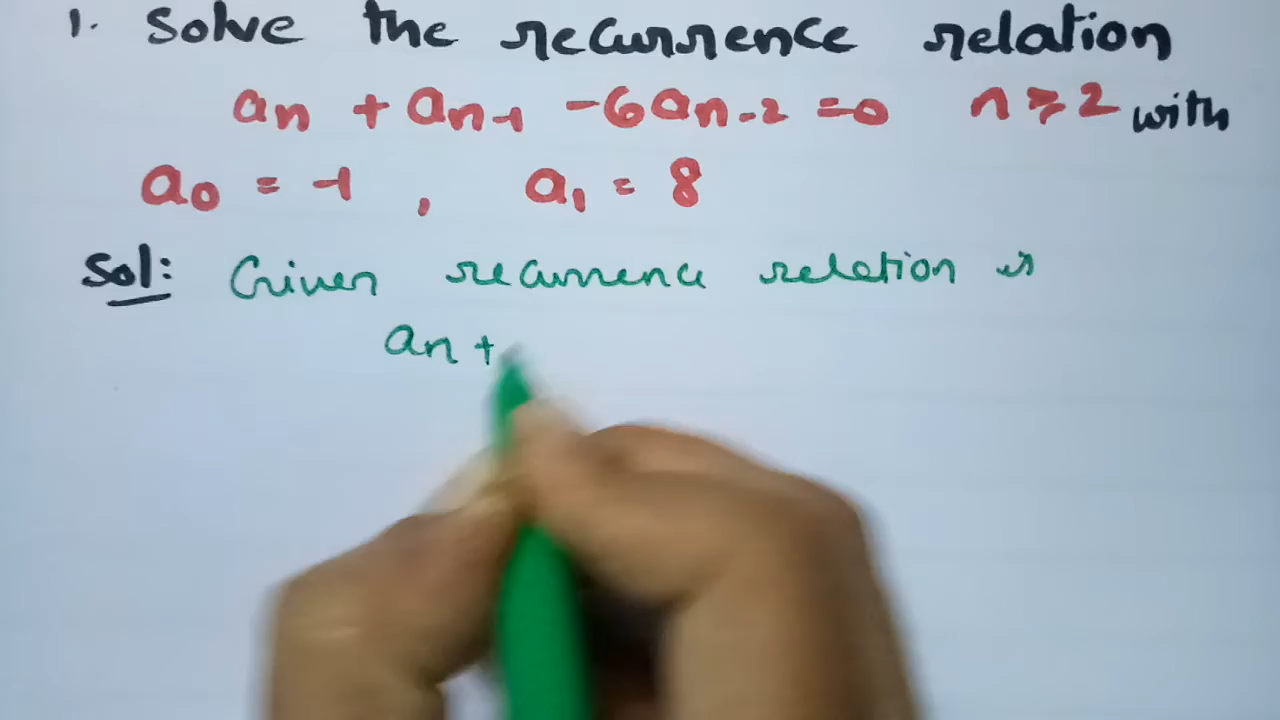 1. Solve the recurrence relation
an + an-1 -6an-2 =0 n⩾2 with
a0 = -1 , a1 = 8
Sol: Given recurrence relation is
an +